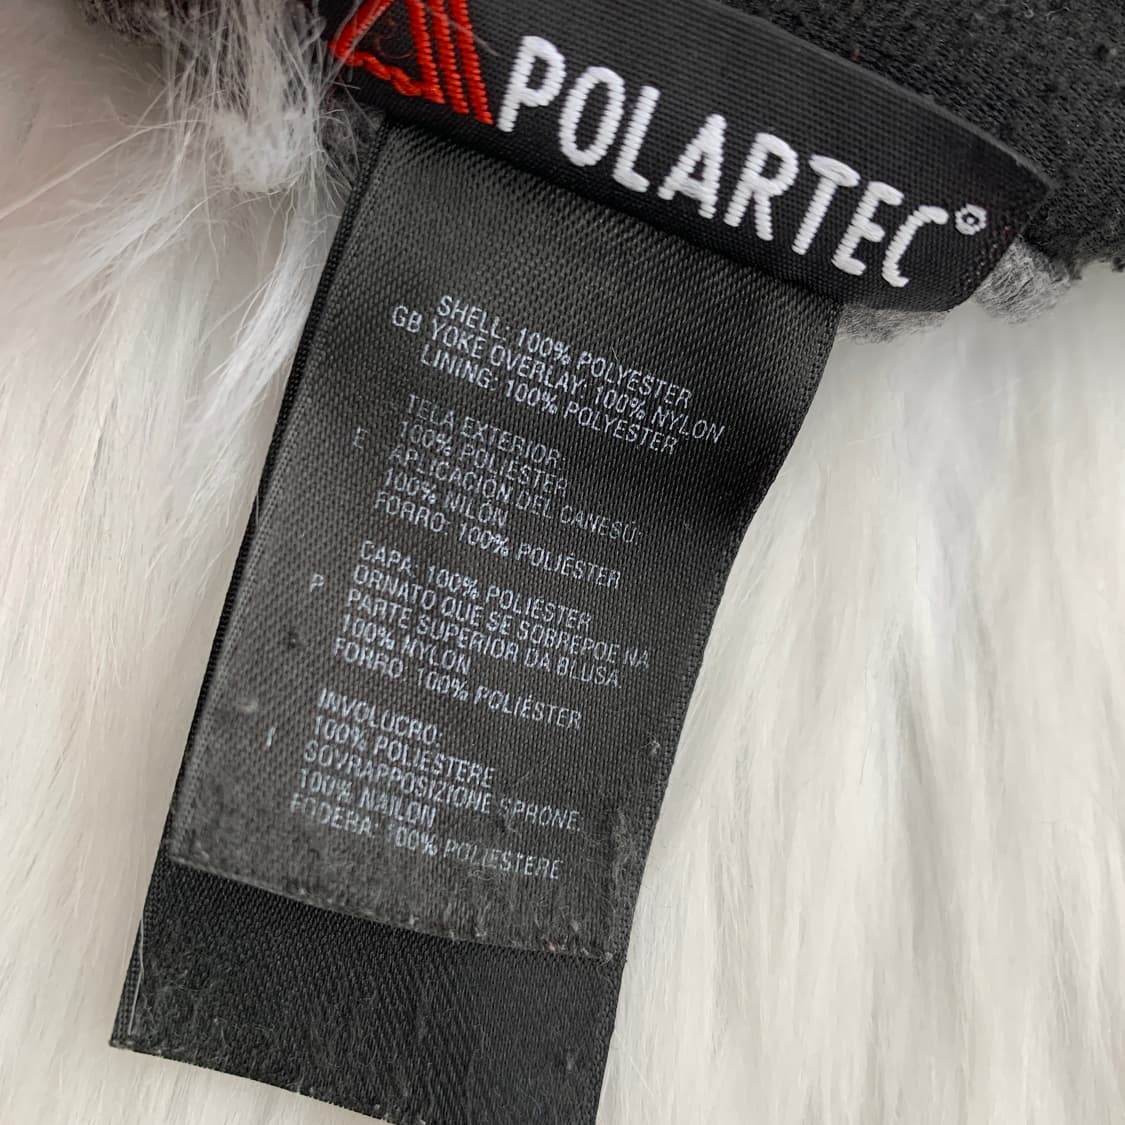 POLARTEC®
SHELL: 100% POLYESTER
GB YOKE OVERLAY: 100% NYLON
LINING: 100% POLYESTER
TELA EXTERIOR:
E 100% POLIÉSTER
APLICACIÓN DEL CANESÚ:
100% NILÓN
FORRO: 100% POLIÉSTER
CAPA: 100% POLIÉSTER
P ORNATO QUE SE SOBREPOE NA
PARTE SUPERIOR DA BLUSA
100% NYLON
FORRO: 100% POLIÉSTER
INVOLUCRO:
I 100% POLIESTERE
SOVRAPPOSIZIONE SPRONE:
100% NAILON
FODERA: 100% POLIESTERE